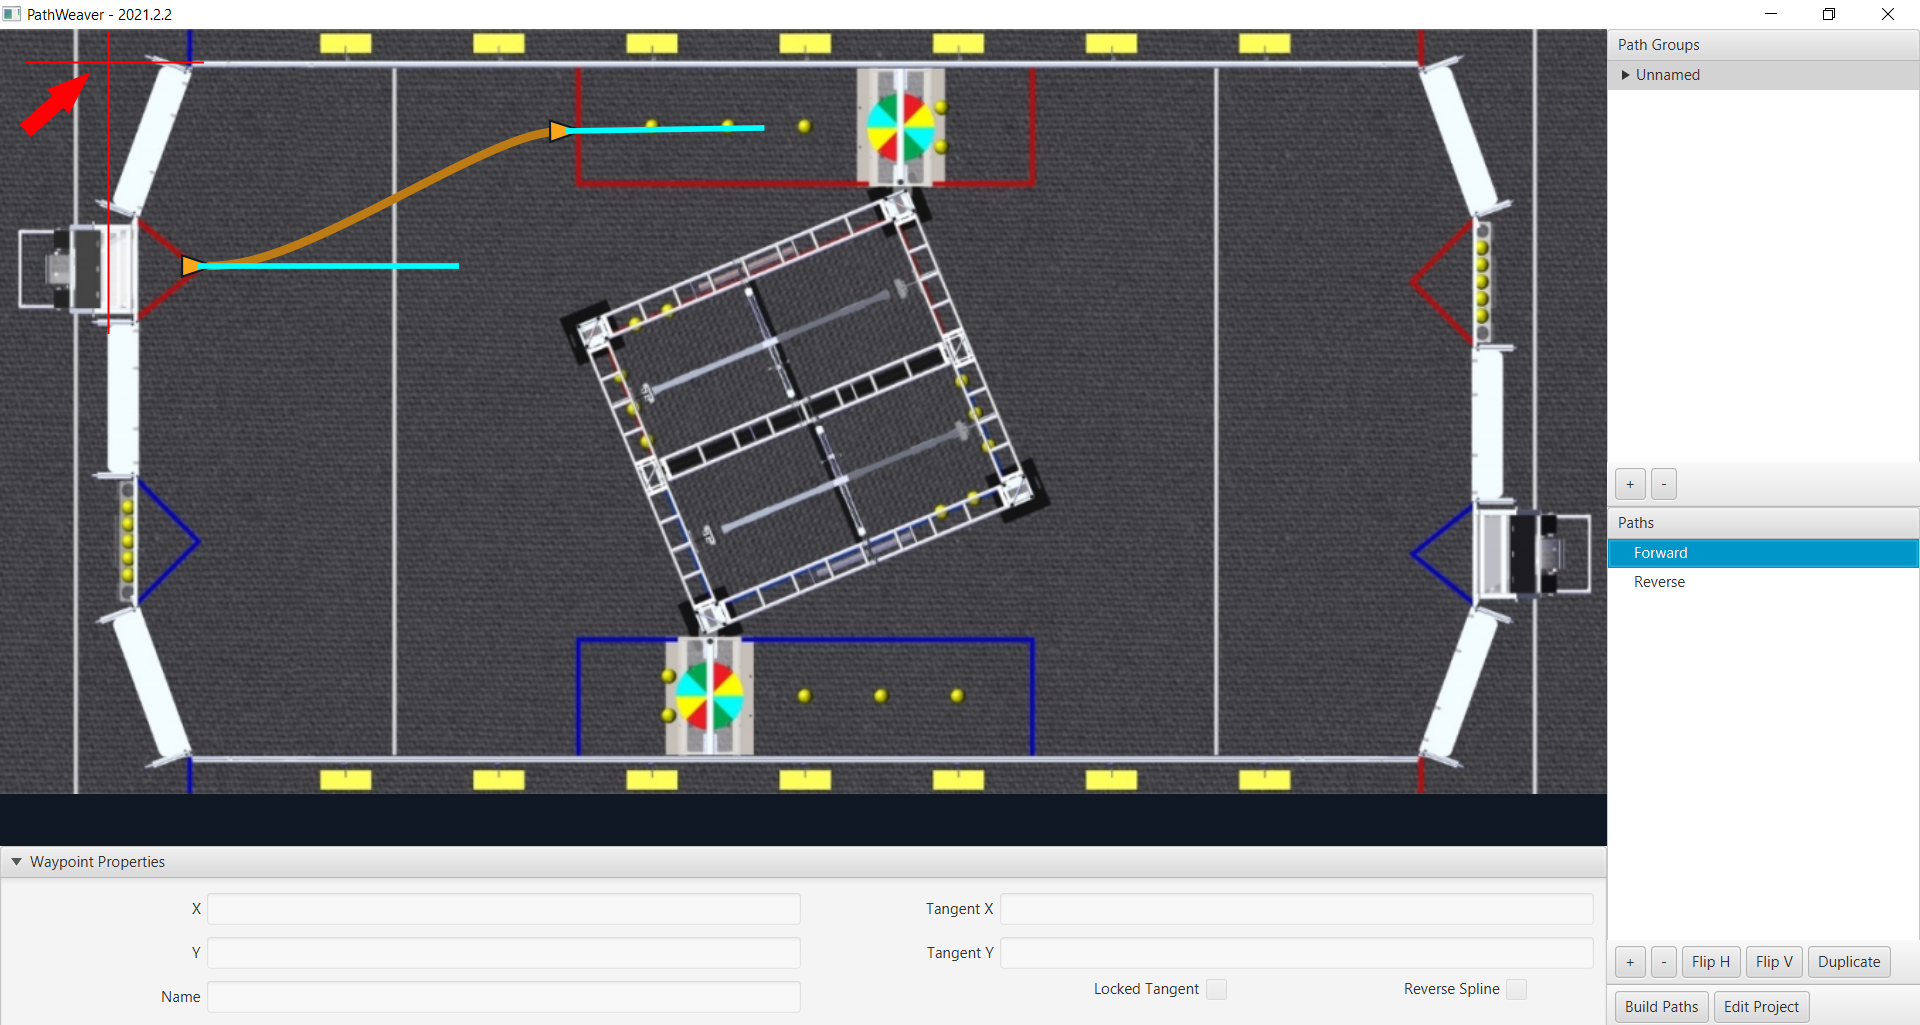 PathWeaver - 2021.2.2
Path Groups
Unnamed
+ -
Paths
Forward
Reverse
Waypoint Properties
X
Tangent X
Y
Tangent Y
Name
Locked Tangent
Reverse Spline
+ - Flip H Flip V Duplicate
Build Paths Edit Project